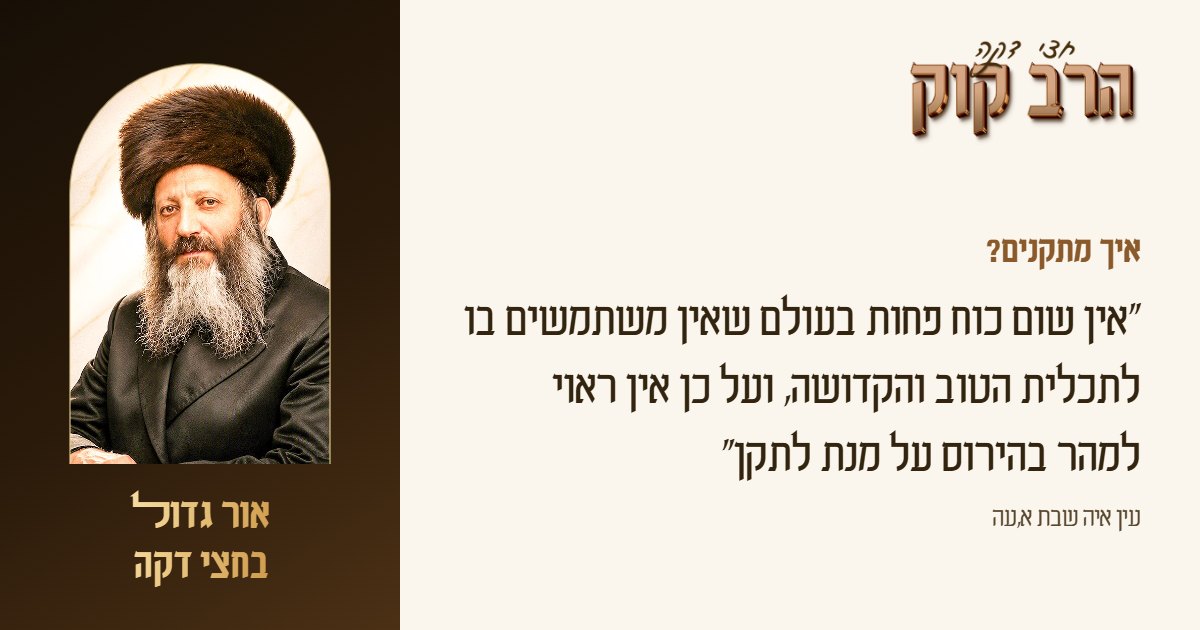 חצי דקה
הרב קוק
איך מתקנים?
"אין שום כוח פחות בעולם שאין משתמשים בו
לתכלית הטוב והקדושה, ועל כן אין ראוי
למהר בהירוס על מנת לתקן"
עין איה שבת א,עה
אור גדול
בחצי דקה